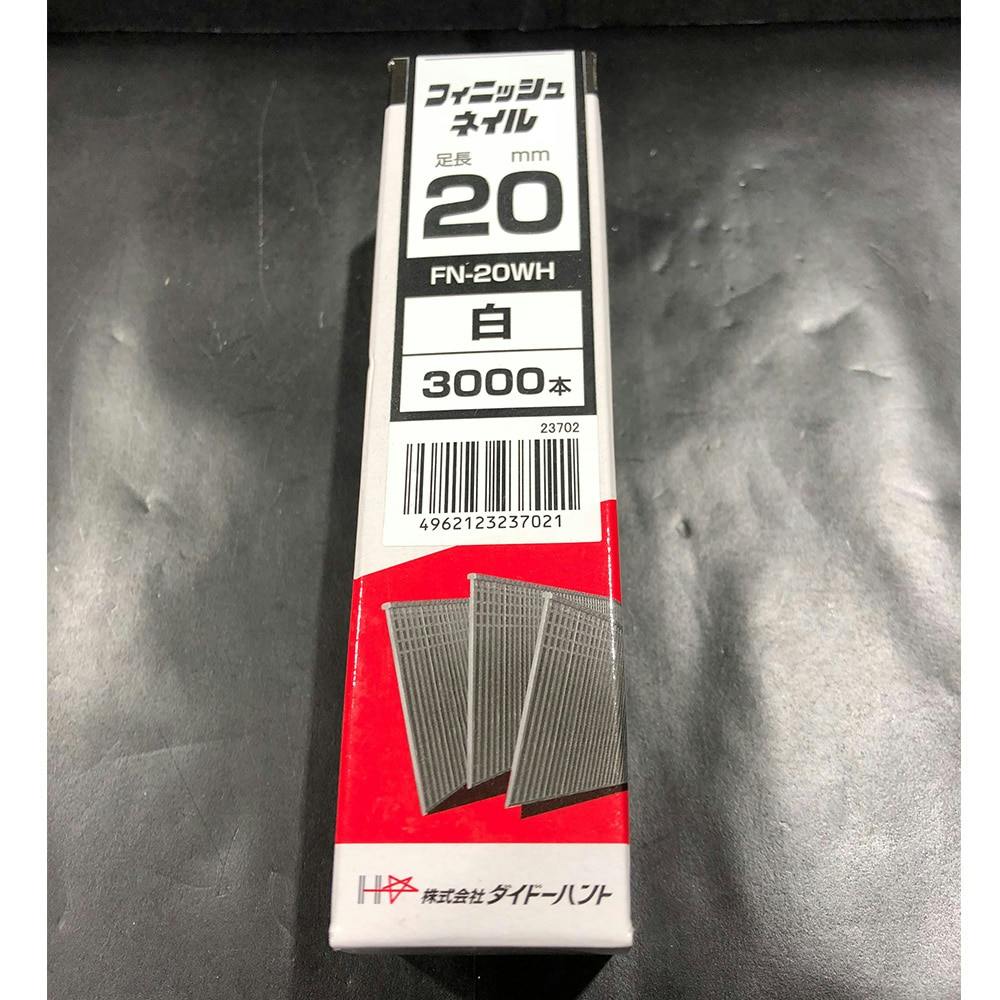 フィニッシュ
ネイル
足長 mm
20
FN-20WH
白
3000本
23702
4962123237021
株式会社ダイドーハント